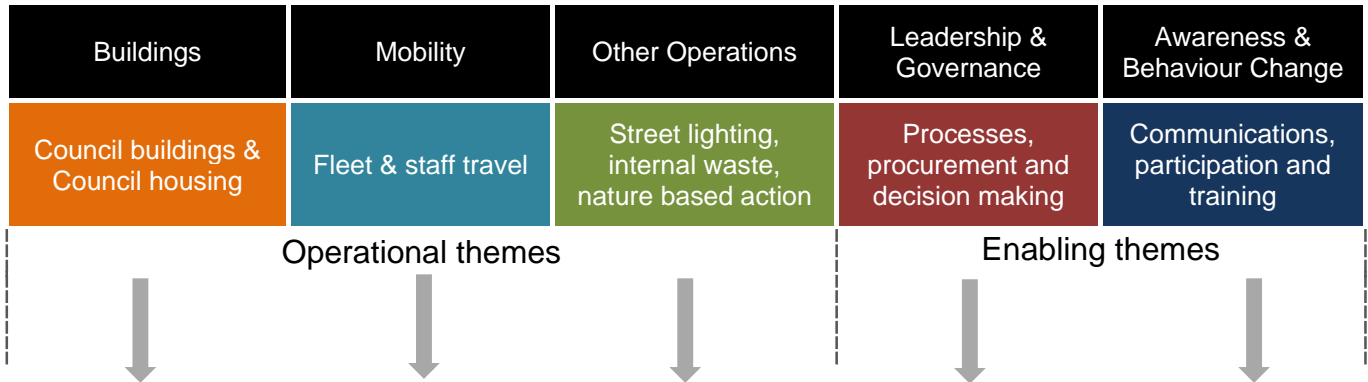 Buildings
Mobility
Other Operations
Leadership &
Governance
Awareness &
Behaviour Change
Council buildings &
Council housing
Fleet & staff travel
Street lighting,
internal waste,
nature based action
Processes,
procurement and
decision making
Communications,
participation and
training
Operational themes
Enabling themes